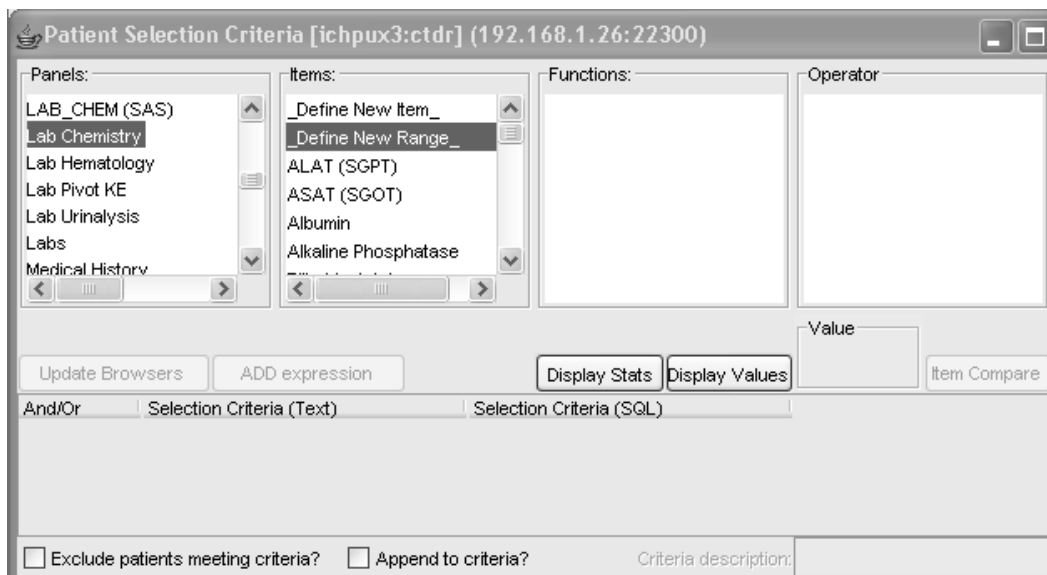 Patient Selection Criteria [ichpux3:ctdr] (192.168.1.26:22300)
Panels:
LAB_CHEM (SAS)
Lab Chemistry
Lab Hematology
Lab Pivot KE
Lab Urinalysis
Labs
Medical History
Items:
_Define New Item_
_Define New Range_
ALAT (SGPT)
ASAT (SGOT)
Albumin
Alkaline Phosphatase
Functions:
Operator
Value
Update Browsers
ADD expression
Display Stats
Display Values
Item Compare
And/Or
Selection Criteria (Text)
Selection Criteria (SQL)
Exclude patients meeting criteria?
Append to criteria?
Criteria description: